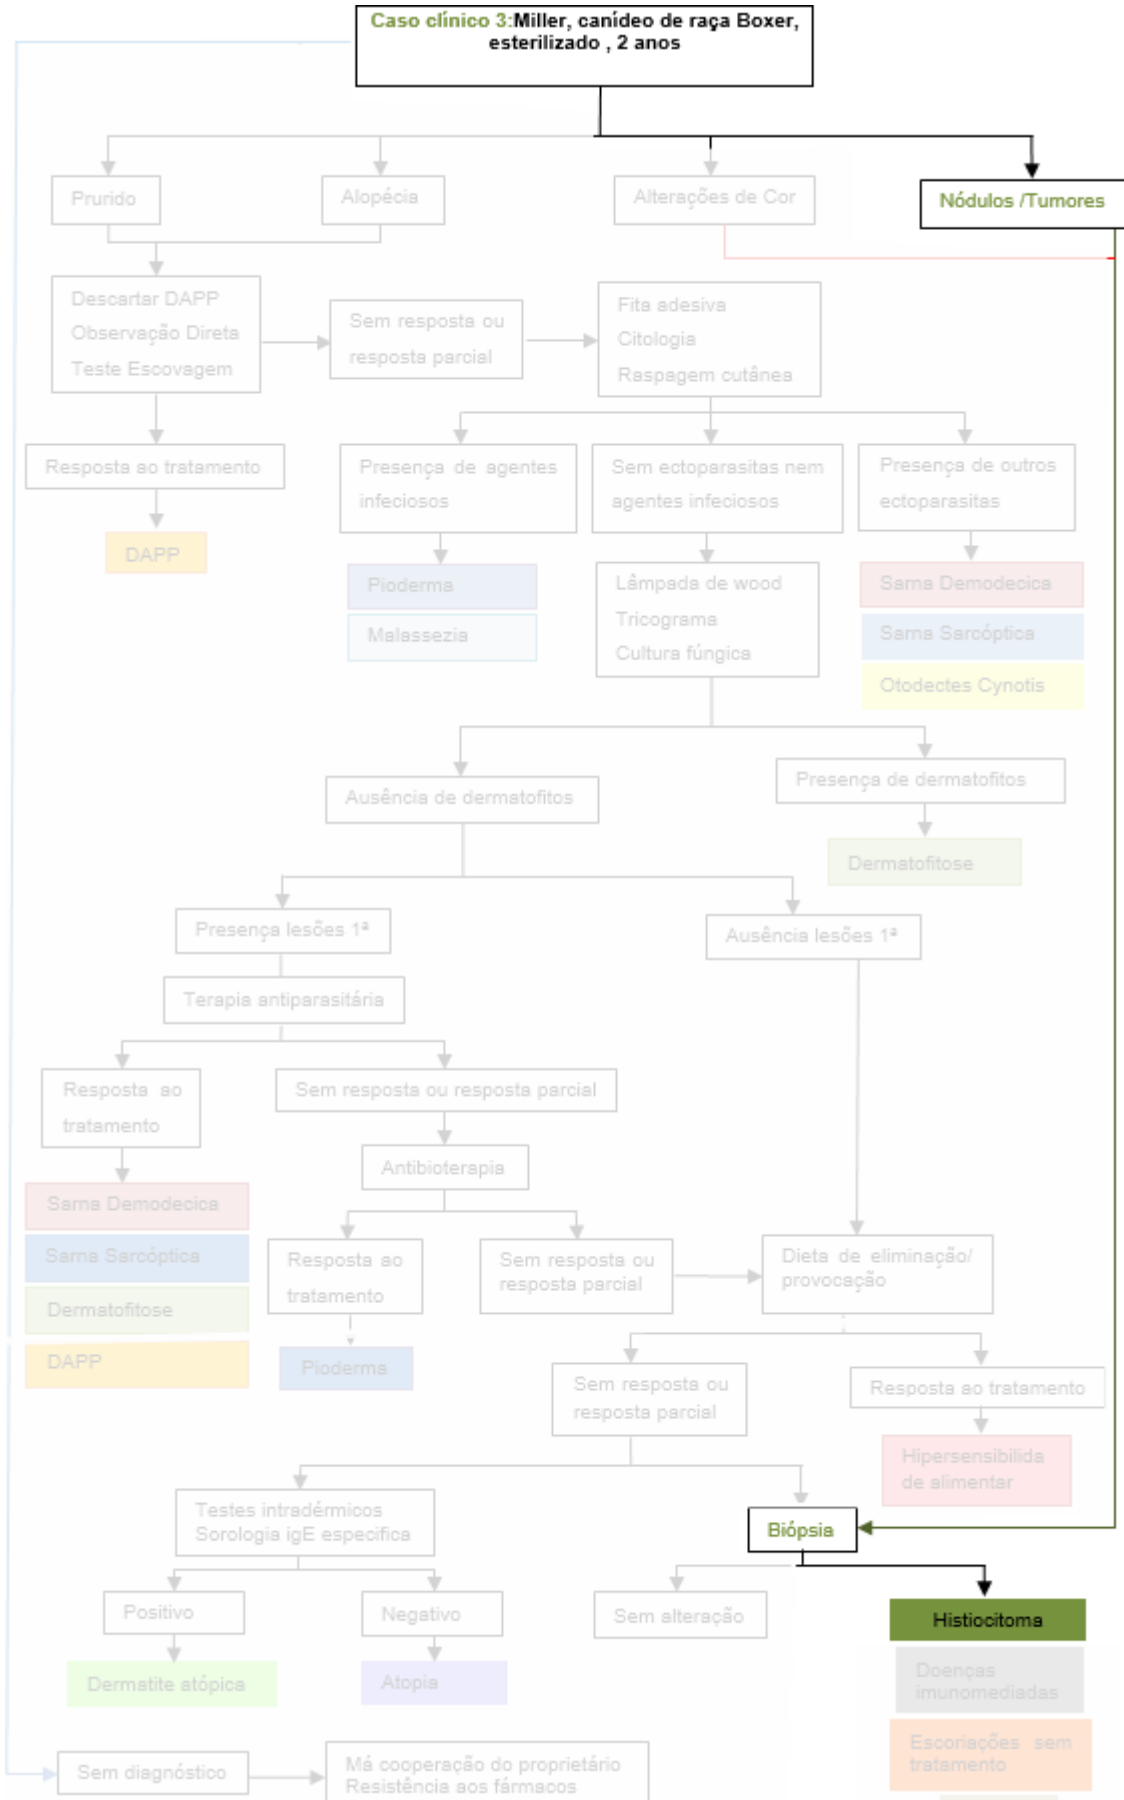 Caso clínico 3:Miller, canídeo de raça Boxer,
esterilizado , 2 anos
Prurido
Alopécia
Alterações de Cor
Nódulos /Tumores
Descartar DAPP
Observação Direta
Teste Escovagem
Sem resposta ou
resposta parcial
Fita adesiva
Citologia
Raspagem cutânea
Resposta ao tratamento
Presença de agentes
infeciosos
Sem ectoparasitas nem
agentes infeciosos
Presença de outros
ectoparasitas
DAPP
Pioderma
Malassezia
Lâmpada de wood
Tricograma
Cultura fúngica
Sarna Demodecica
Sarna Sarcóptica
Otodectes Cynotis
Ausência de dermatofitos
Presença de dermatofitos
Dermatofitose
Presença lesões 1ª
Ausência lesões 1ª
Terapia antiparasitária
Resposta ao
tratamento
Sem resposta ou resposta parcial
Antibioterapia
Sarna Demodecica
Sarna Sarcóptica
Dermatofitose
DAPP
Resposta ao
tratamento
Sem resposta ou
resposta parcial
Dieta de eliminação/
provocação
Pioderma
Sem resposta ou
resposta parcial
Resposta ao tratamento
Hipersensibilida
de alimentar
Testes intradérmicos
Sorologia igE especifica
Biópsia
Positivo
Negativo
Sem alteração
Histiocitoma
Dermatite atópica
Atopia
Doenças
imunomediadas
Escoriações sem
tratamento
Sem diagnóstico
Má cooperação do proprietário
Resistência aos fármacos